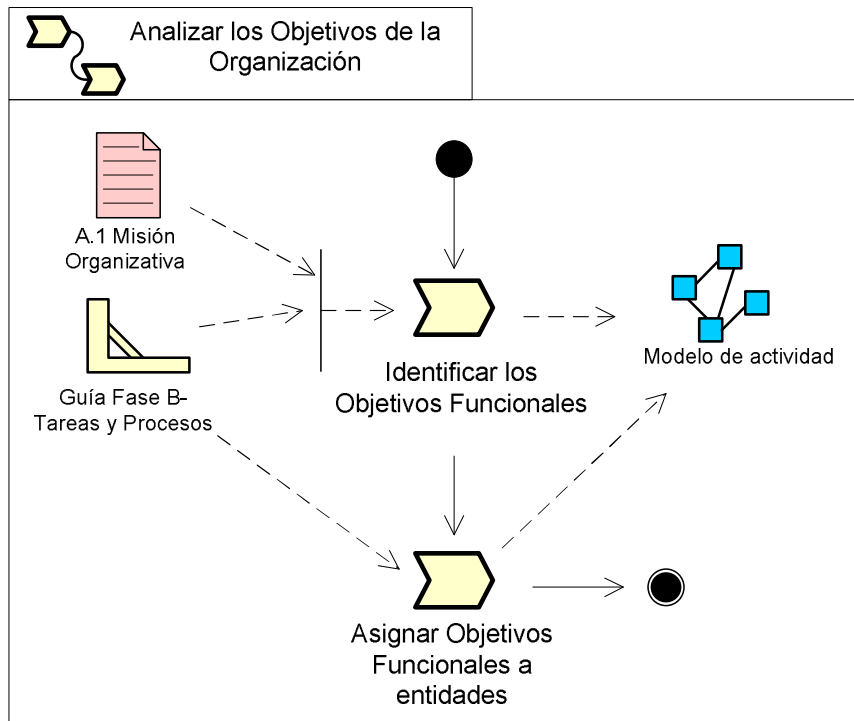 Analizar los Objetivos de la
Organización
A.1 Misión
Organizativa
Guía Fase B-
Tareas y Procesos
Identificar los
Objetivos Funcionales
Modelo de actividad
Asignar Objetivos
Funcionales a
entidades